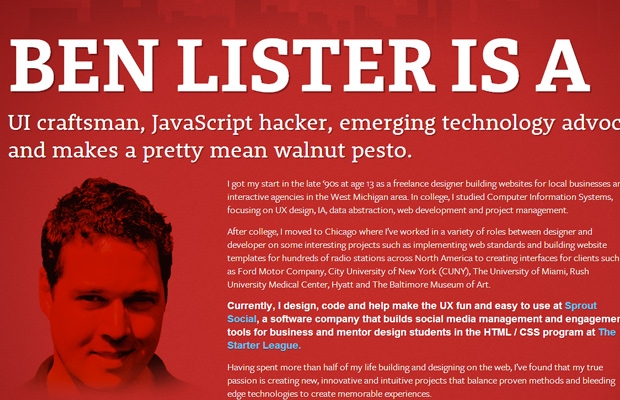 BEN LISTER IS A
UI craftsman, JavaScript hacker, emerging technology advoc
and makes a pretty mean walnut pesto.
I got my start in the late '90s at age 13 as a freelance designer building websites for local businesses an
interactive agencies in the West Michigan area. In college, I studied Computer Information Systems,
focusing on UX design, IA, data abstraction, web development and project management.
After college, I moved to Chicago where I've worked in a variety of roles between designer and
developer on some interesting projects such as implementing web standards and building website
templates for hundreds of radio stations across North America to creating interfaces for clients such
as Ford Motor Company, City University of New York (CUNY), The University of Miami, Rush
University Medical Center, Hyatt and The Baltimore Museum of Art.
Currently, I design, code and help make the UX fun and easy to use at Sprout
Social, a software company that builds social media management and engagemen
tools for business and mentor design students in the HTML / CSS program at The
Starter League.
Having spent more than half of my life building and designing on the web, I've found that my true
passion is creating new, innovative and intuitive projects that balance proven methods and bleeding
edge technologies to create memorable experiences.